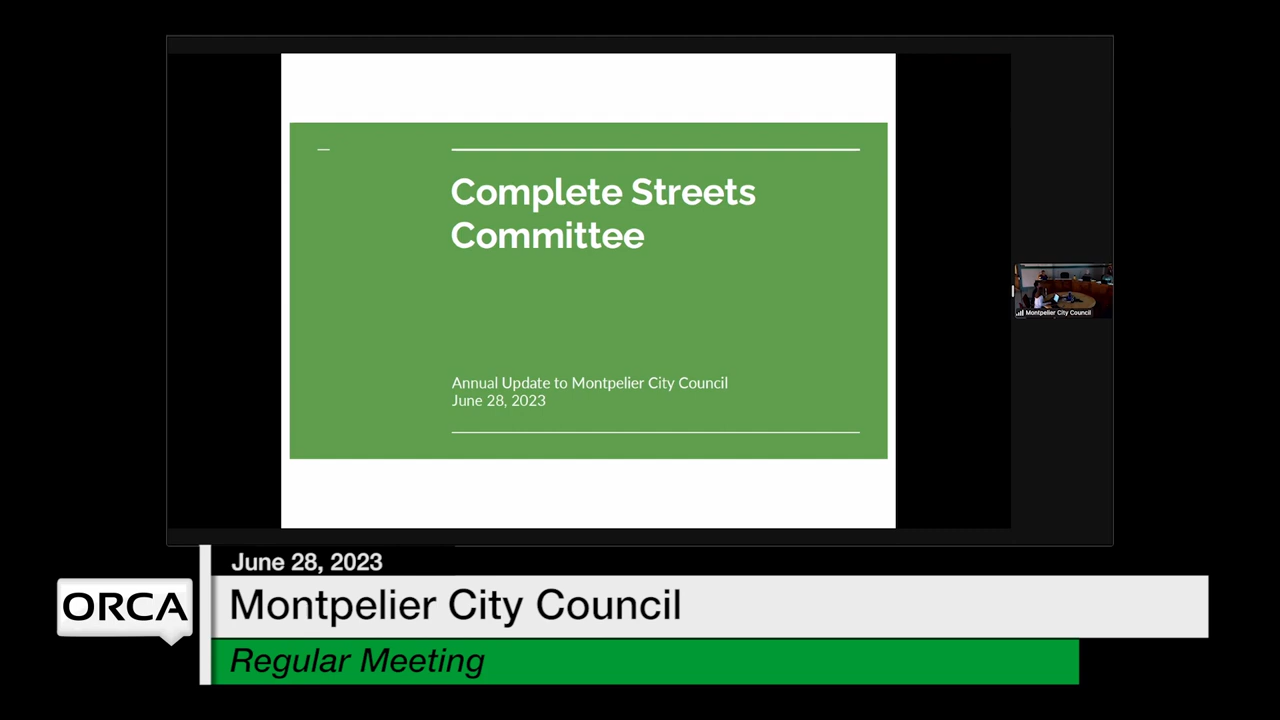 Complete Streets
Committee
Annual Update to Montpelier City Council
June 28, 2023
Montpelier City Council
June 28, 2023
ORCA
Montpelier City Council
Regular Meeting